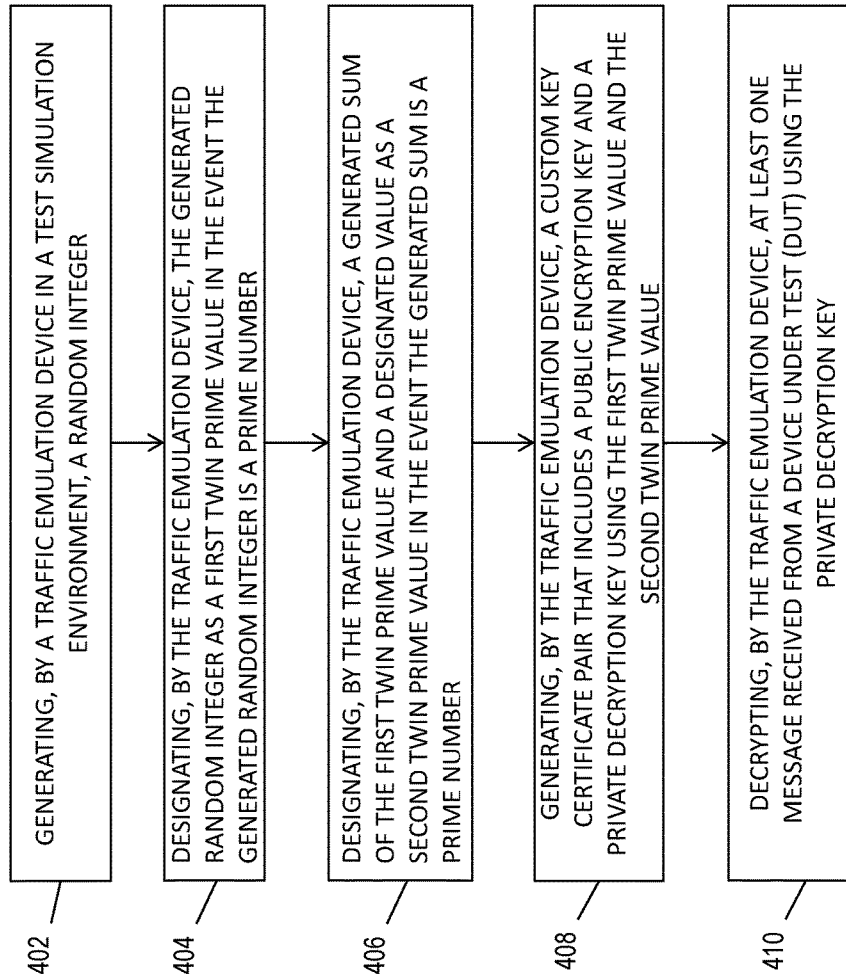 402
GENERATING, BY A TRAFFIC EMULATION DEVICE IN A TEST SIMULATION
ENVIRONMENT, A RANDOM INTEGER
404
DESIGNATING, BY THE TRAFFIC EMULATION DEVICE, THE GENERATED
RANDOM INTEGER AS A FIRST TWIN PRIME VALUE IN THE EVENT THE
GENERATED RANDOM INTEGER IS A PRIME NUMBER
406
DESIGNATING, BY THE TRAFFIC EMULATION DEVICE, A GENERATED SUM
OF THE FIRST TWIN PRIME VALUE AND A DESIGNATED VALUE AS A
SECOND TWIN PRIME VALUE IN THE EVENT THE GENERATED SUM IS A
PRIME NUMBER
408
GENERATING, BY THE TRAFFIC EMULATION DEVICE, A CUSTOM KEY
CERTIFICATE PAIR THAT INCLUDES A PUBLIC ENCRYPTION KEY AND A
PRIVATE DECRYPTION KEY USING THE FIRST TWIN PRIME VALUE AND THE
SECOND TWIN PRIME VALUE
410
DECRYPTING, BY THE TRAFFIC EMULATION DEVICE, AT LEAST ONE
MESSAGE RECEIVED FROM A DEVICE UNDER TEST (DUT) USING THE
PRIVATE DECRYPTION KEY